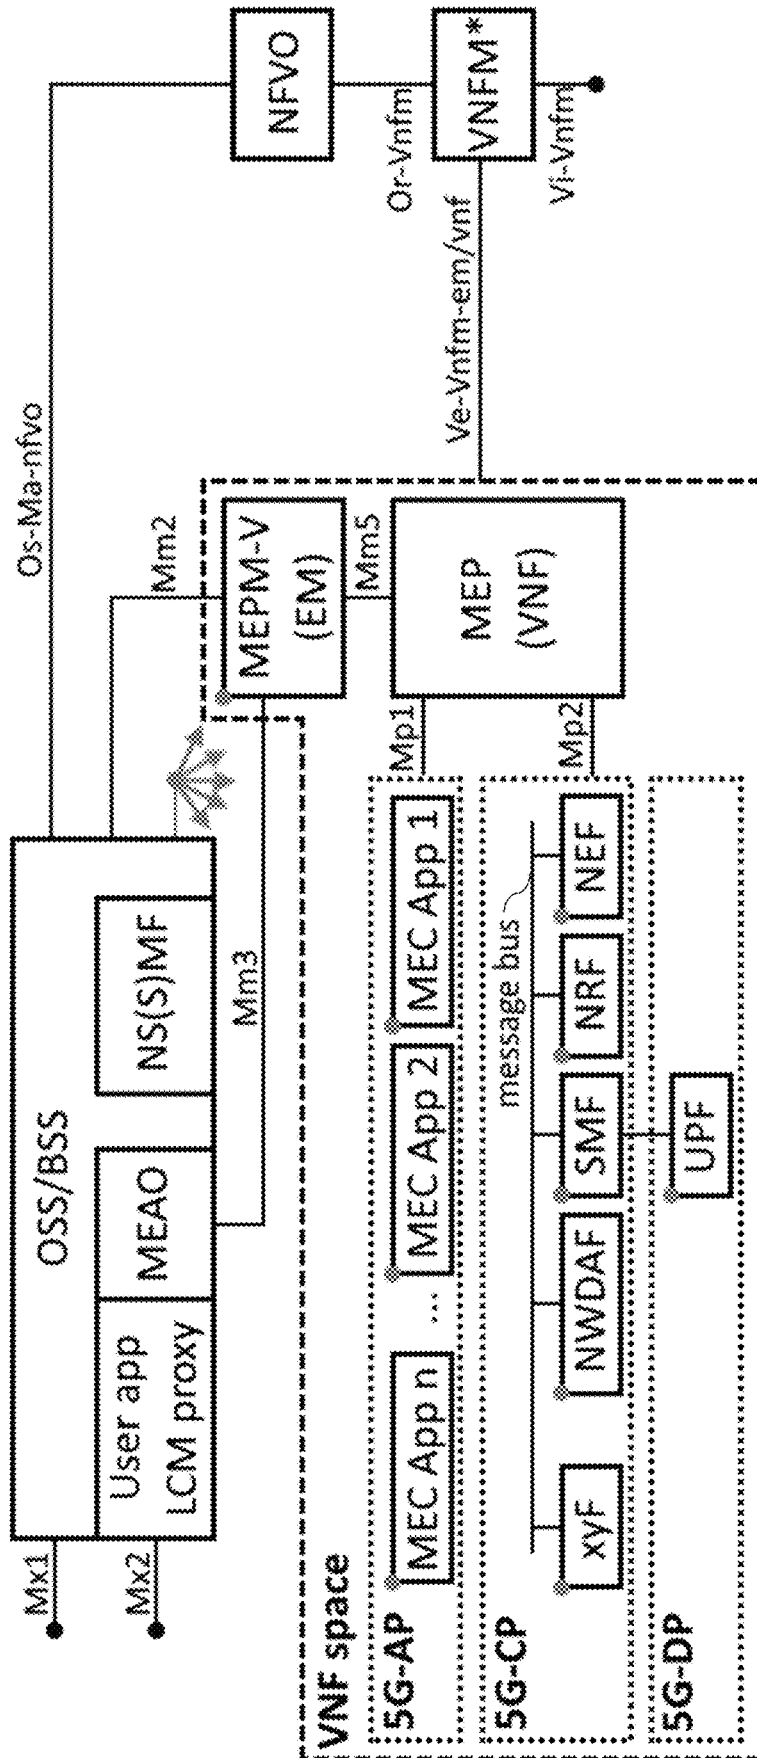 Mx1
Mx2
OSS/BSS
User app
LCM proxy
MEAO
NS(S)MF
Os-Ma-nfvo
NFVO
Mm2
Mm3
Or-Vnfm
VNF space
MEPM-V
(EM)
Mm5
Ve-Vnfm-em/vnf
VNFM*
Vi-Vnfm
5G-AP
MEC App n
...
MEC App 2
MEC App 1
Mp1
MEP
(VNF)
5G-CP
message bus
xyF
NWDAF
SMF
NRF
NEF
Mp2
5G-DP
UPF